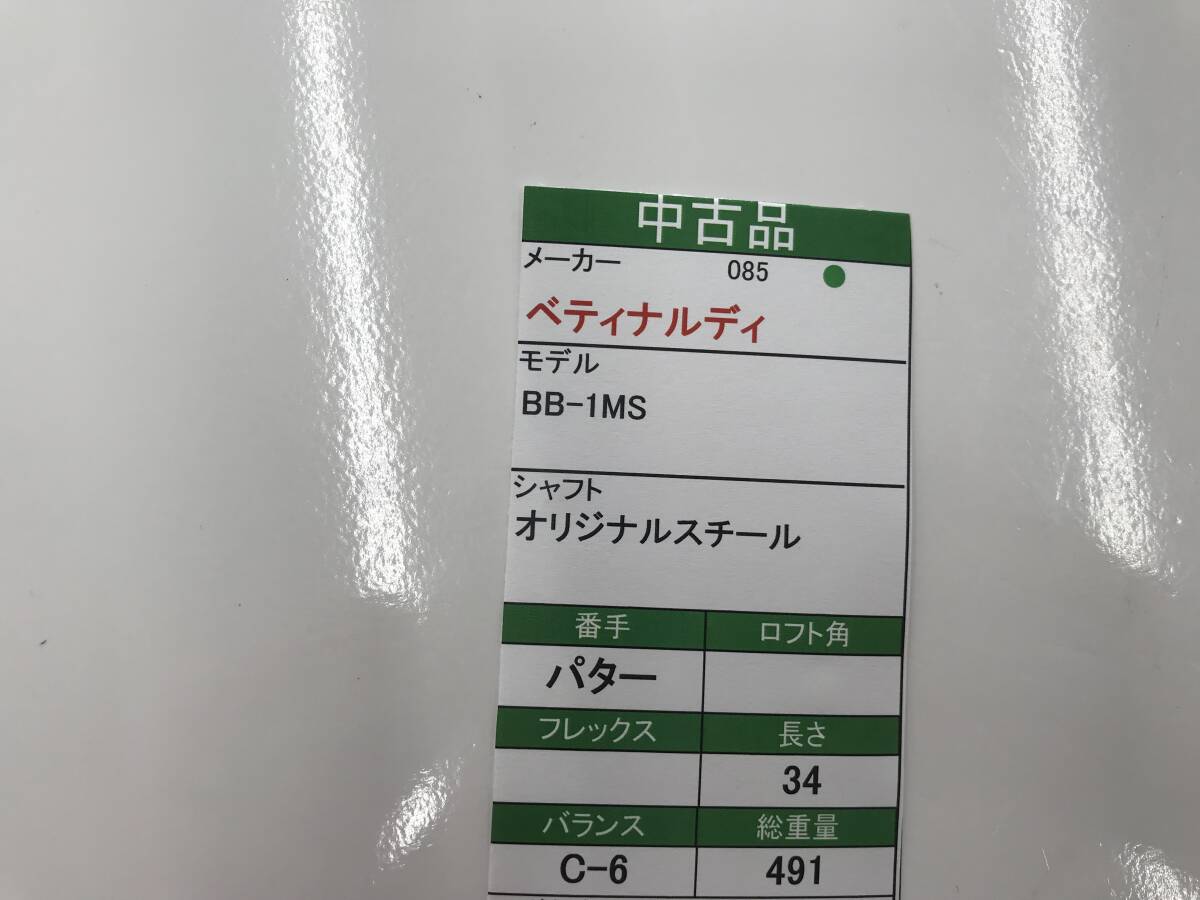 中古品
メーカー 085
ベティナルディ
モデル
BB-1MS
シャフト
オリジナルスチール
番手 ロフト角
パター
フレックス 長さ
34
バランス 総重量
C-6 491